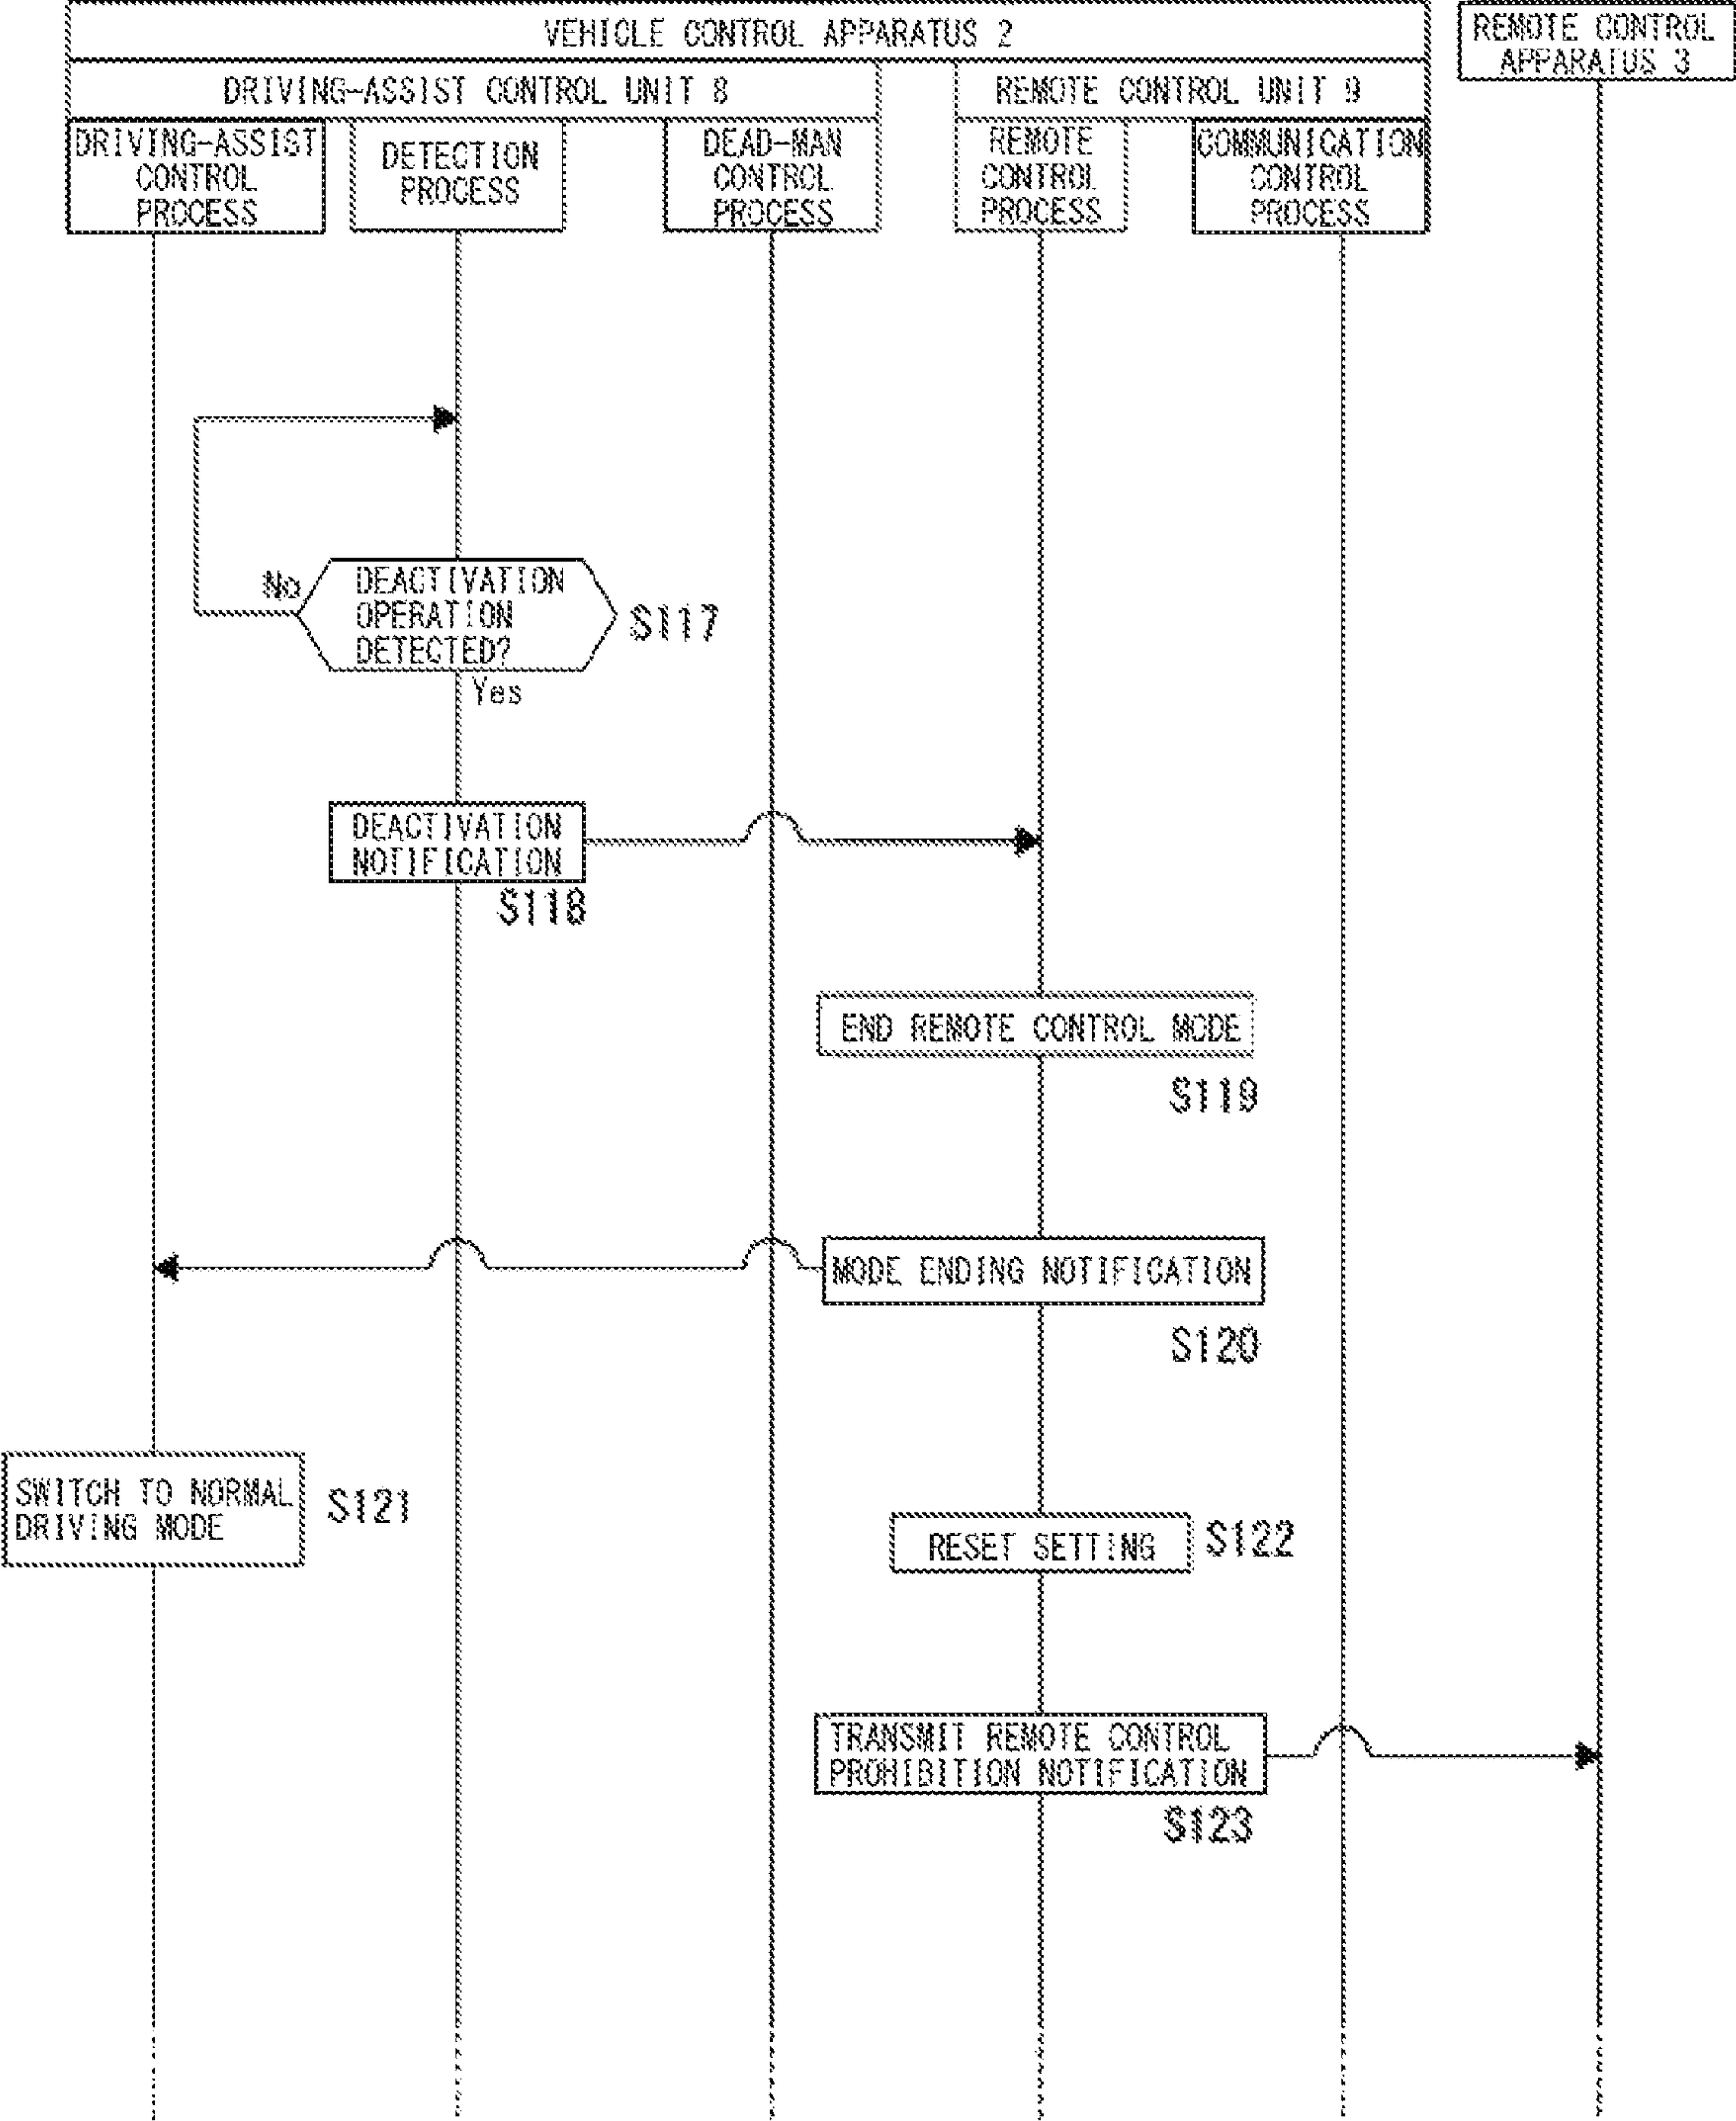 VEHICLE CONTROL APPARATUS 2
REMOTE CONTROL
APPARATUS 3
DRIVING-ASSIST CONTROL UNIT 8
REMOTE CONTROL UNIT 9
DRIVING-ASSIST
CONTROL
PROCESS
DETECTION
PROCESS
DEAD-MAN
CONTROL
PROCESS
REMOTE
CONTROL
PROCESS
COMMUNICATION
CONTROL
PROCESS
No
DEACTIVATION
OPERATION
DETECTED?
S117
Yes
DEACTIVATION
NOTIFICATION
S118
END REMOTE CONTROL MODE
S119
MODE ENDING NOTIFICATION
S120
SWITCH TO NORMAL
DRIVING MODE
S121
RESET SETTING
S122
TRANSMIT REMOTE CONTROL
PROHIBITION NOTIFICATION
S123